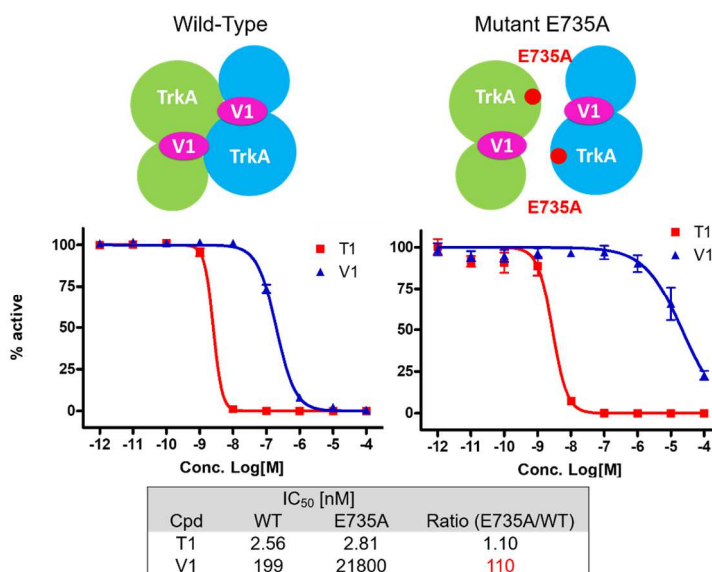 Wild-Type
Mutant E735A
TrkA
V1
V1
TrkA
E735A
TrkA
V1
V1
TrkA
E735A
T1
V1
100
75
50
25
0
% active
-12 -11 -10 -9 -8 -7 -6 -5 -4
Conc. Log[M]
T1
V1
100
75
50
25
0
-12 -11 -10 -9 -8 -7 -6 -5 -4
Conc. Log[M]
IC50 [nM]
Cpd WT E735A Ratio (E735A/WT)
T1 2.56 2.81 1.10
V1 199 21800 110